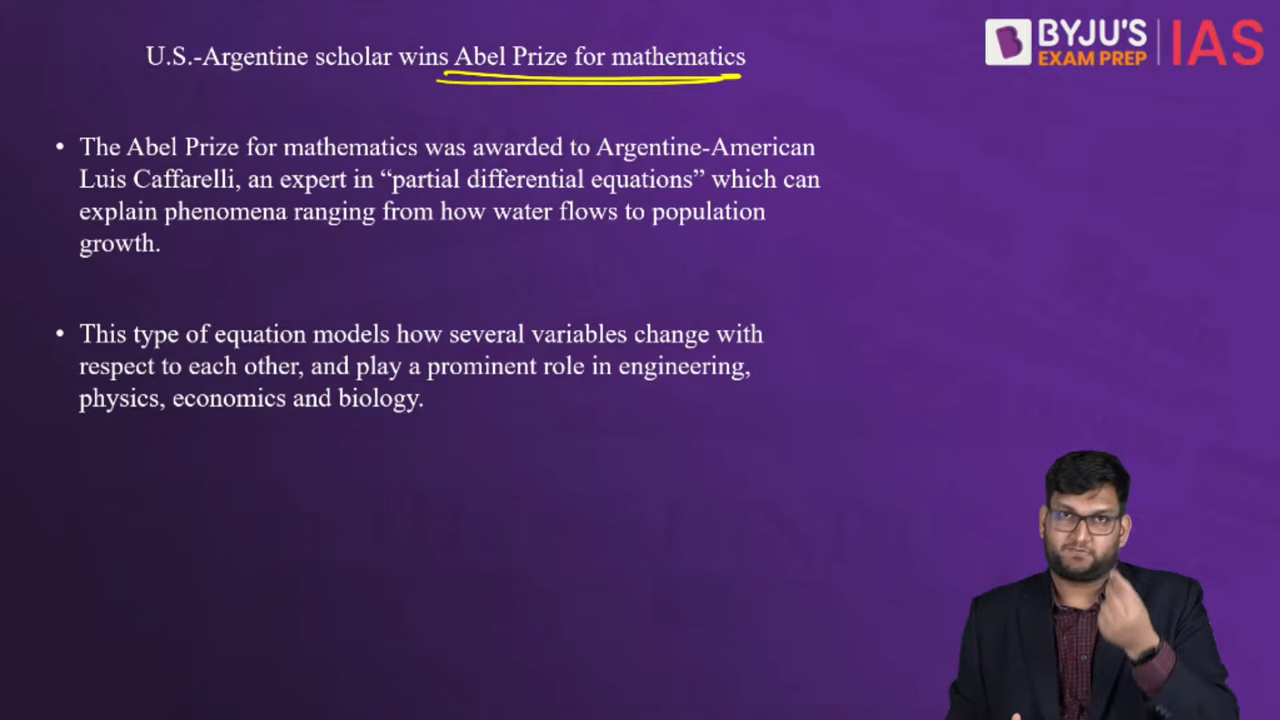 U.S.-Argentine scholar wins Abel Prize for mathematics
BYJU'S
EXAM PREP
IAS
• The Abel Prize for mathematics was awarded to Argentine-American
Luis Caffarelli, an expert in “partial differential equations” which can
explain phenomena ranging from how water flows to population
growth.
• This type of equation models how several variables change with
respect to each other, and play a prominent role in engineering,
physics, economics and biology.